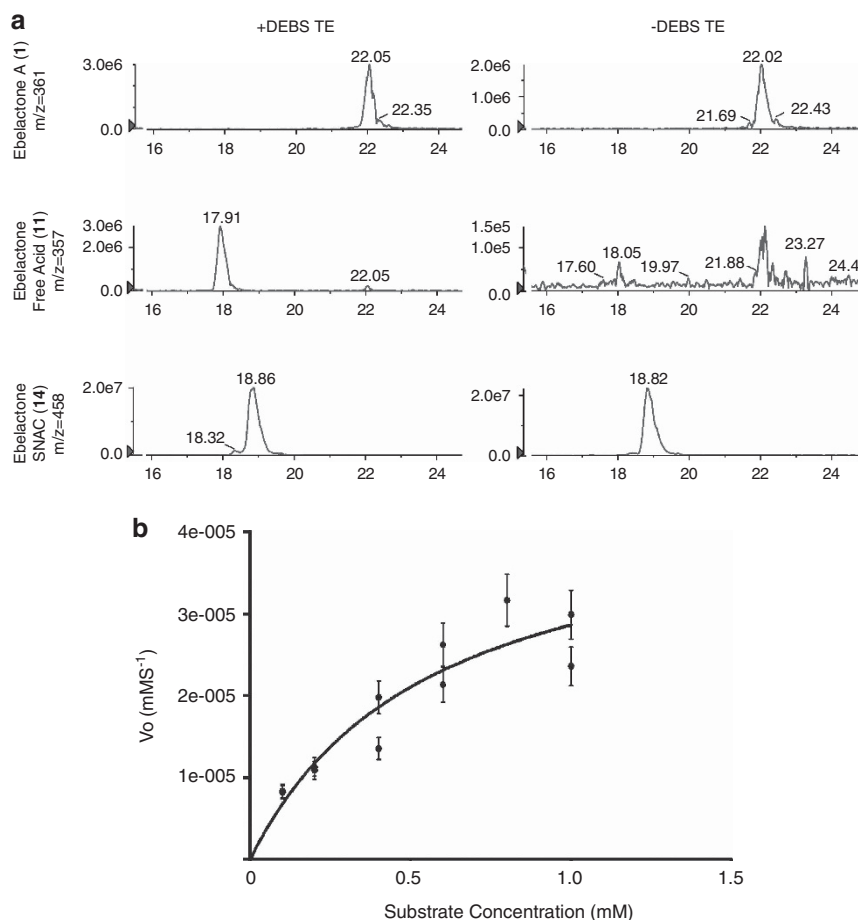 a
+DEBS TE
-DEBS TE
Ebelactone A (1)
m/z=361
3.0e6
0.0
22.05
22.35
16 18 20 22 24
2.0e6
1.0e6
0.0
22.02
21.69
22.43
16 18 20 22 24
Ebelactone
Free Acid (11)
m/z=357
3.0e6
2.0e6
0.0
17.91
22.05
16 18 20 22 24
1.5e5
1.0e5
0.0
17.60
18.05
19.97
21.88
23.27
24.4
16 18 20 22 24
Ebelactone
SNAC (14)
m/z=458
2.0e7
0.0
18.32
18.86
16 18 20 22 24
2.0e7
0.0
18.82
16 18 20 22 24
b
4e-005
3e-005
2e-005
1e-005
Vo (mMS-1)
0 0.5 1.0 1.5
Substrate Concentration (mM)